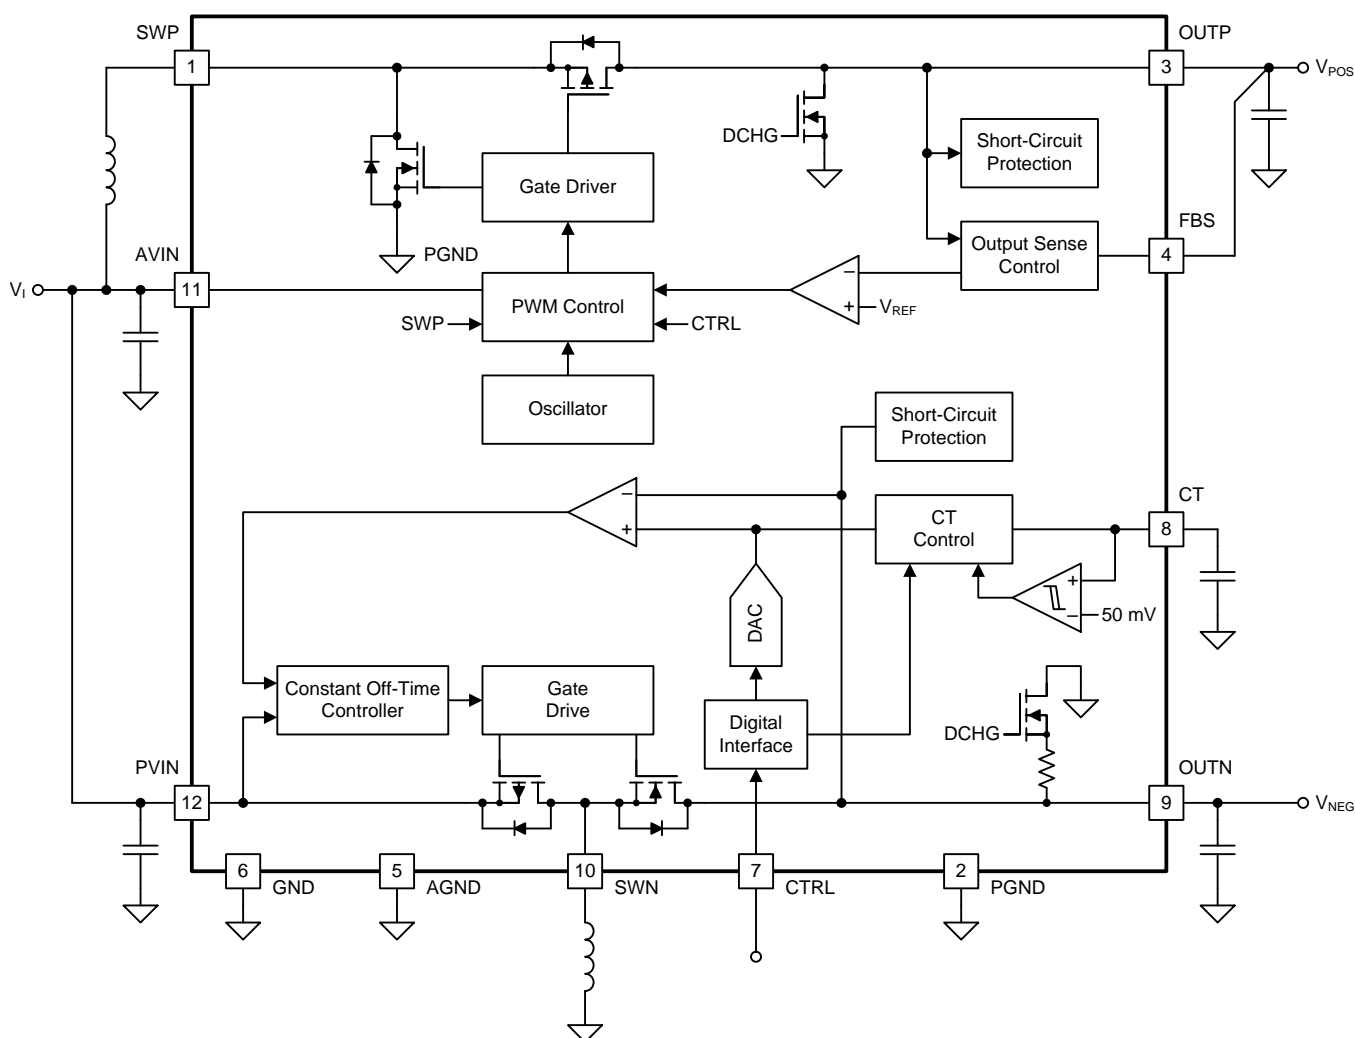 SWP
1
OUTP
3
VPOS
DCHG
Short-Circuit
Protection
Gate Driver
FBS
4
Output Sense
Control
AVIN
11
VI
PGND
PWM Control
−
+
VREF
SWP
CTRL
Oscillator
Short-Circuit
Protection
−
+
CT
Control
CT
8
+
−
50 mV
DAC
Constant Off-Time
Controller
Gate
Drive
Digital
Interface
DCHG
PVIN
12
OUTN
9
VNEG
6
GND
5
AGND
10
SWN
7
CTRL
2
PGND